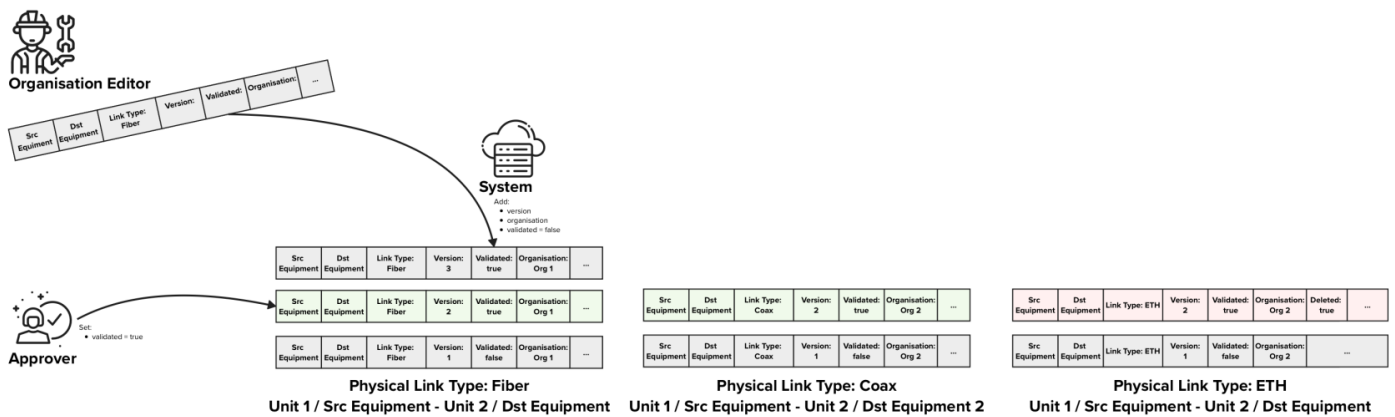 Organisation Editor
Src Equiment
Dst Equipment
Link Type: Fiber
Version:
Validated:
Organisation:
...
System
Add:
• version
• organisation
• validated = false
Src Equipment
Dst Equipment
Link Type: Fiber
Version: 3
Validated: true
Organisation: Org 1
...
Approver
Set:
• validated = true
Src Equipment
Dst Equipment
Link Type: Fiber
Version: 2
Validated: true
Organisation: Org 1
...
Src Equipment
Dst Equipment
Link Type: Fiber
Version: 1
Validated: false
Organisation: Org 1
...
Physical Link Type: Fiber
Unit 1 / Src Equipment - Unit 2 / Dst Equipment
Src Equipment
Dst Equipment
Link Type: Coax
Version: 2
Validated: true
Organisation: Org 2
...
Src Equipment
Dst Equipment
Link Type: Coax
Version: 1
Validated: false
Organisation: Org 2
...
Physical Link Type: Coax
Unit 1 / Src Equipment - Unit 2 / Dst Equipment 2
Src Equipment
Dst Equipment
Link Type: ETH
Version: 2
Validated: true
Organisation: Org 2
Deleted: true
...
Src Equipment
Dst Equipment
Link Type: ETH
Version: 1
Validated: false
Organisation: Org 2
...
Physical Link Type: ETH
Unit 1 / Src Equipment - Unit 2 / Dst Equipment